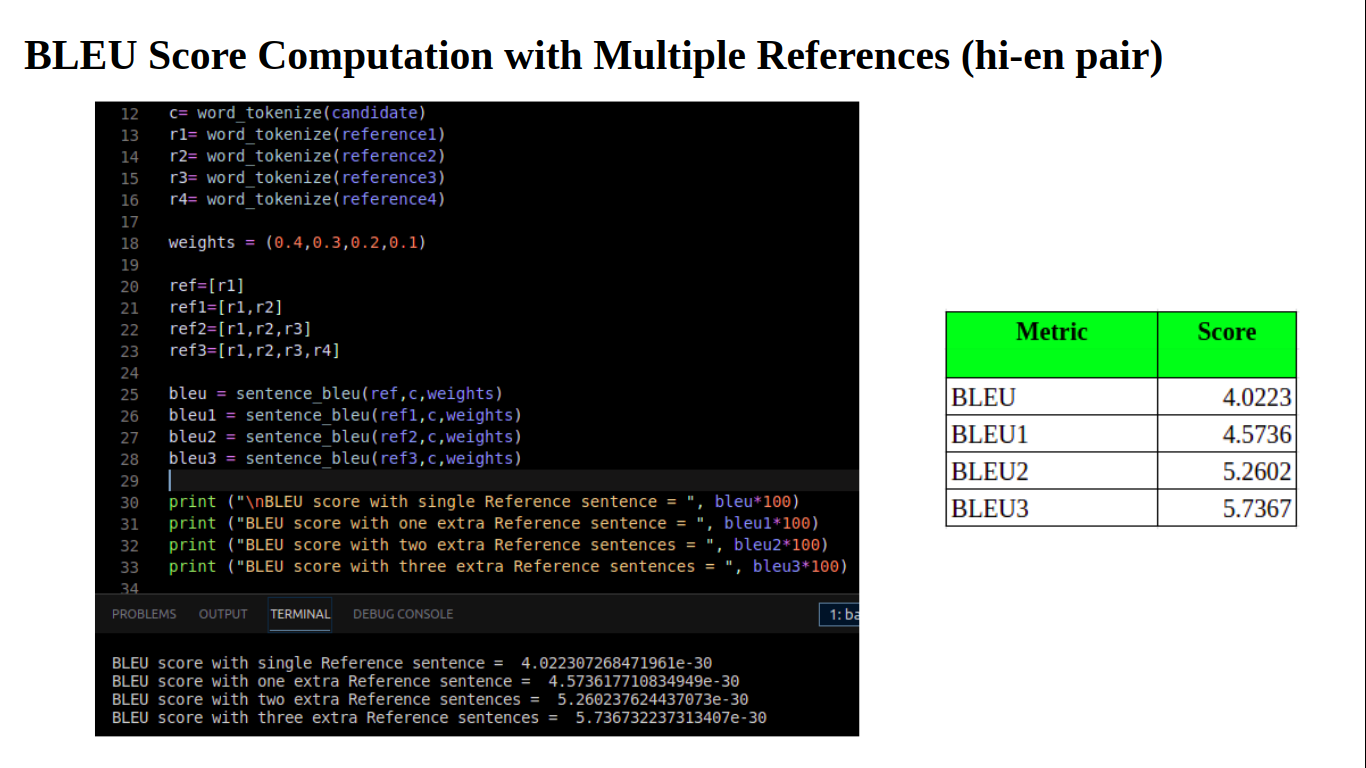 BLEU Score Computation with Multiple References (hi-en pair)
12 c= word_tokenize(candidate)
13 r1= word_tokenize(reference1)
14 r2= word_tokenize(reference2)
15 r3= word_tokenize(reference3)
16 r4= word_tokenize(reference4)
17
18 weights = (0.4,0.3,0.2,0.1)
19
20 ref=[r1]
21 ref1=[r1,r2]
22 ref2=[r1,r2,r3]
23 ref3=[r1,r2,r3,r4]
24
25 bleu = sentence_bleu(ref,c,weights)
26 bleu1 = sentence_bleu(ref1,c,weights)
27 bleu2 = sentence_bleu(ref2,c,weights)
28 bleu3 = sentence_bleu(ref3,c,weights)
29
30 print ("\nBLEU score with single Reference sentence = ", bleu*100)
31 print ("BLEU score with one extra Reference sentence = ", bleu1*100)
32 print ("BLEU score with two extra Reference sentences = ", bleu2*100)
33 print ("BLEU score with three extra Reference sentences = ", bleu3*100)
34
PROBLEMS OUTPUT TERMINAL DEBUG CONSOLE 1: ba
BLEU score with single Reference sentence =  4.022307268471961e-30
BLEU score with one extra Reference sentence =  4.573617710834949e-30
BLEU score with two extra Reference sentences =  5.260237624437073e-30
BLEU score with three extra Reference sentences =  5.736732237313407e-30
Metric Score
BLEU 4.0223
BLEU1 4.5736
BLEU2 5.2602
BLEU3 5.7367